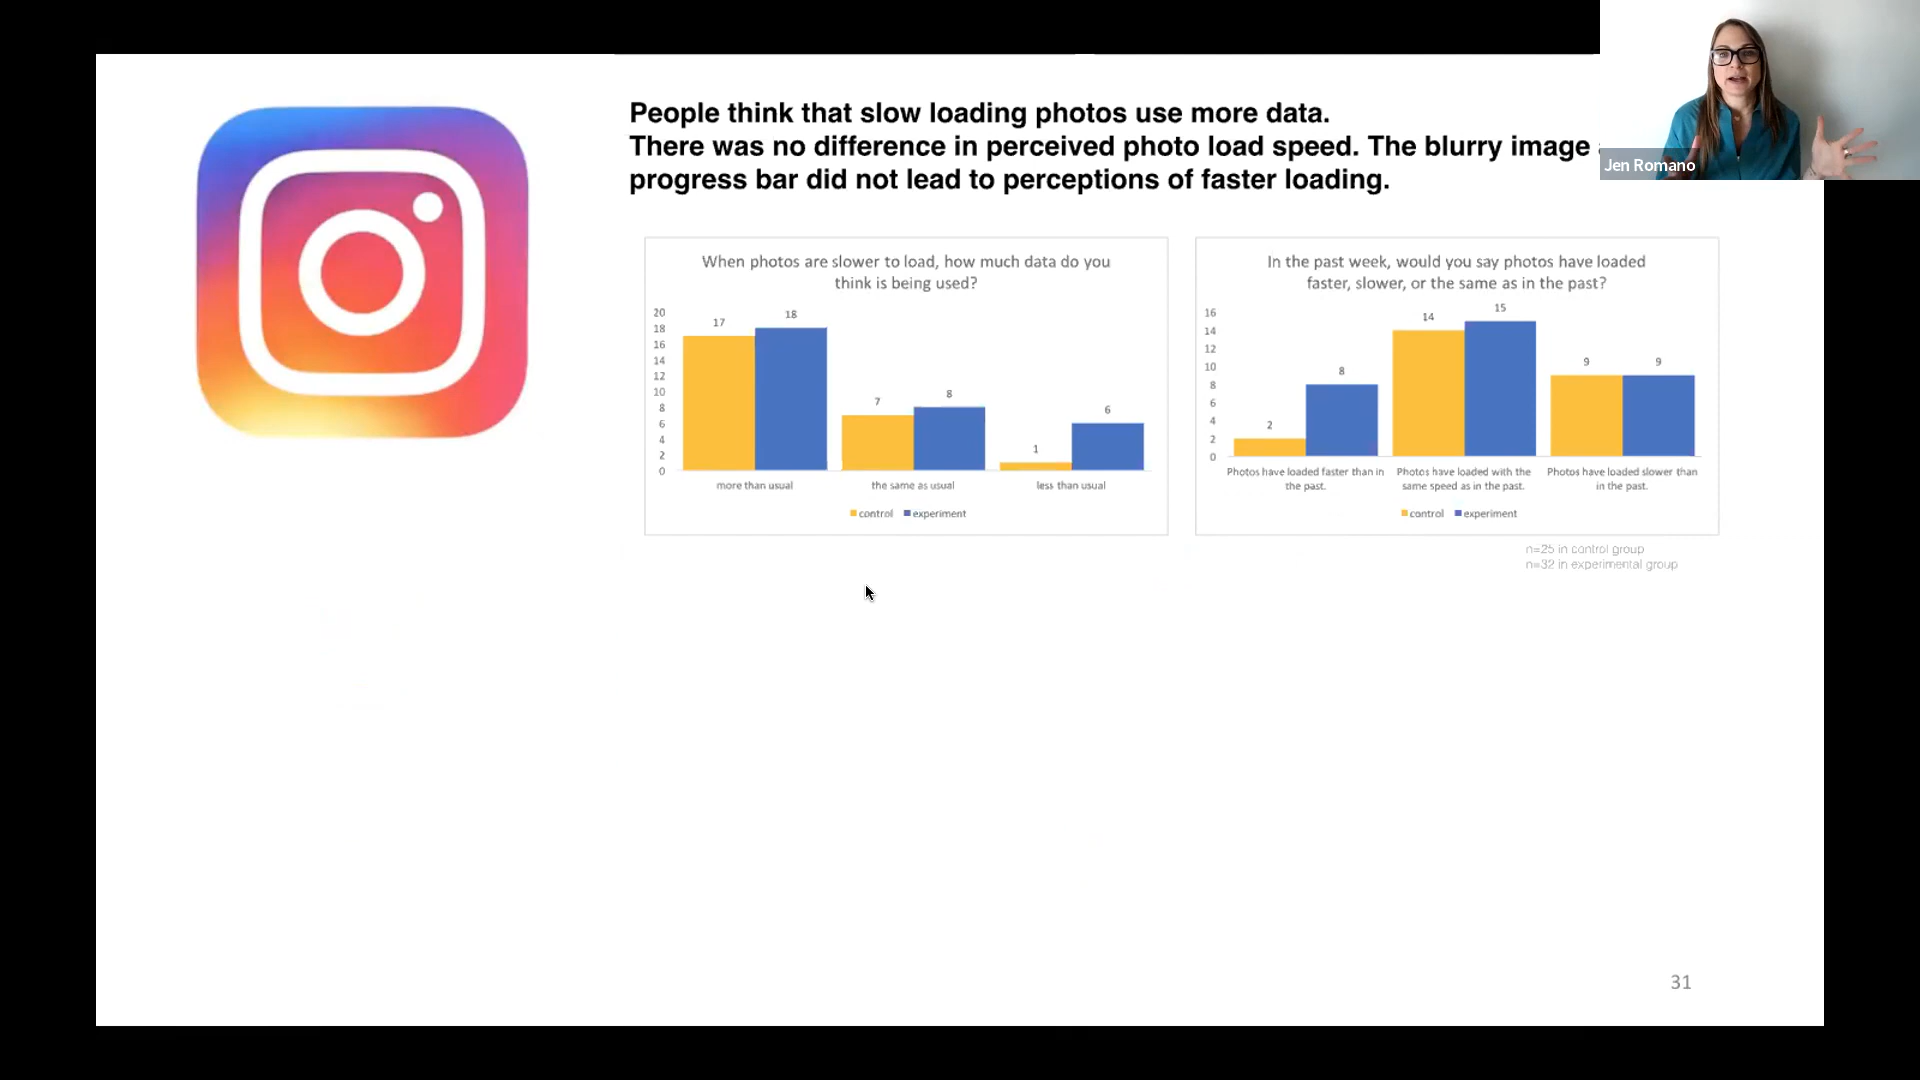 People think that slow loading photos use more data.
There was no difference in perceived photo load speed. The blurry image
progress bar did not lead to perceptions of faster loading.
Jen Romano
When photos are slower to load, how much data do you
think is being used?
20
18
16
14
12
10
8
6
4
2
0
17
18
7
8
1
6
more than usual
the same as usual
less than usual
control
experiment
In the past week, would you say photos have loaded
faster, slower, or the same as in the past?
16
14
12
10
8
6
4
2
0
2
8
14
15
9
9
Photos have loaded faster than in
the past.
Photos have loaded with the
same speed as in the past.
Photos have loaded slower than
in the past.
control
experiment
n=25 in control group
n=32 in experimental group
31